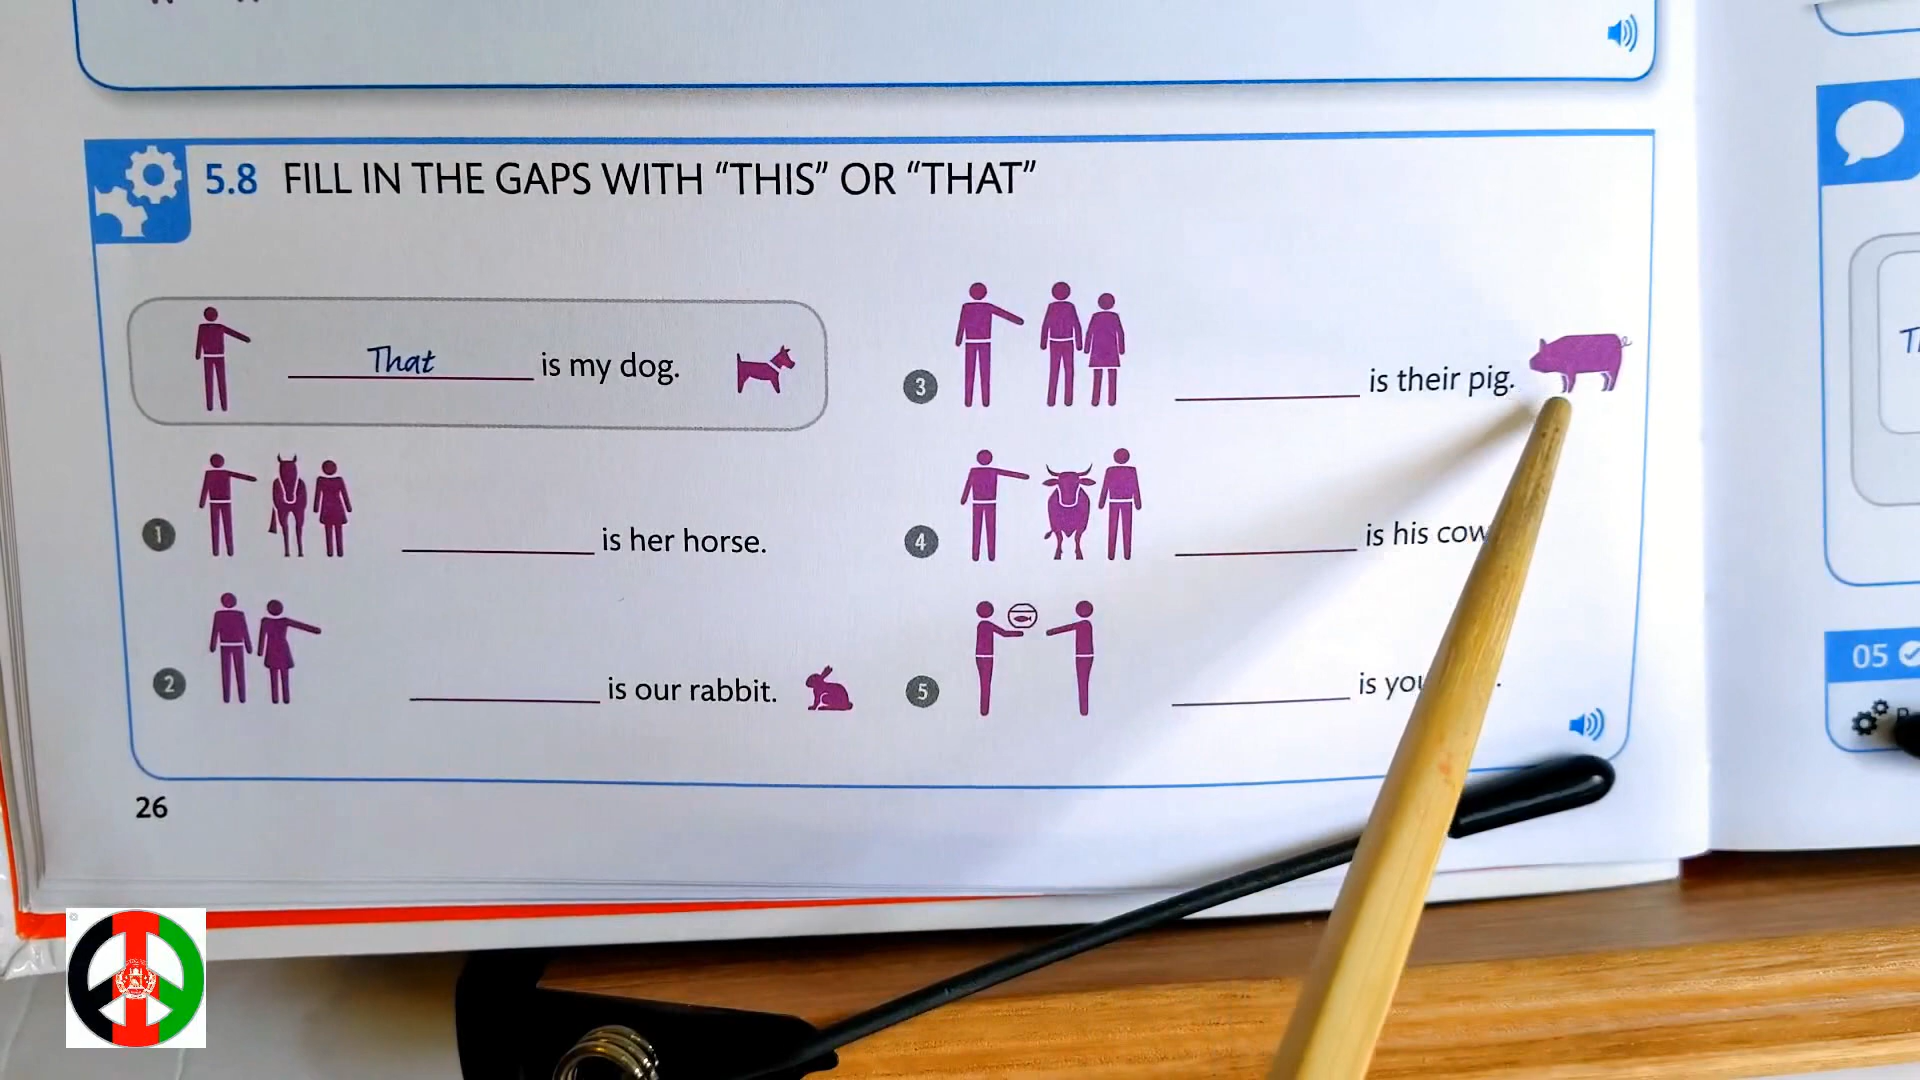 5.8 FILL IN THE GAPS WITH “THIS” OR “THAT”
That is my dog.
1 is her horse.
2 is our rabbit.
3 is their pig.
4 is his cow
5 is
26
05